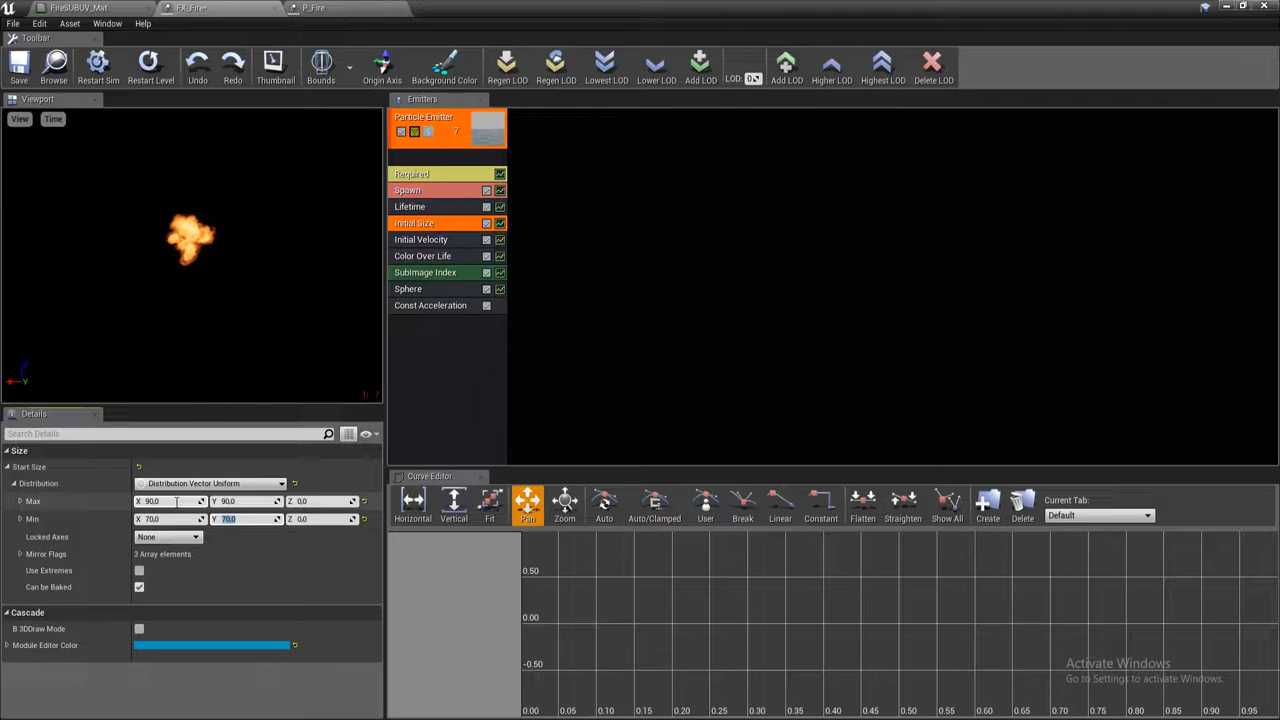 FireSUBUV_Mat
FX_Fire*
P_Fire
File Edit Asset Window Help
Toolbar
Save Browse Restart Sim Restart Level Undo Redo Thumbnail Bounds Origin Axis Background Color Regen LOD Regen LOD Lowest LOD Lower LOD Add LOD LOD: 0 Add LOD Higher LOD Highest LOD Delete LOD
Viewport
Emitters
View Time
Particle Emitter
7
Required
Spawn
Lifetime
Initial Size
Initial Velocity
Color Over Life
SubImage Index
Sphere
Const Acceleration
Y
Details
Search Details
Size
Start Size
Distribution Distribution Vector Uniform
Max X 90,0 Y 90,0 Z 0,0
Min X 70,0 Y 70,0 Z 0,0
Locked Axes None
Mirror Flags 3 Array elements
Use Extremes
Can be Baked
Cascade
B 3DDraw Mode
Module Editor Color
Curve Editor
Horizontal Vertical Fit Pan Zoom Auto Auto/Clamped User Break Linear Constant Flatten Straighten Show All Create Delete
Current Tab:
Default
0.50
0.00
-0.50
0.00 0.05 0.10 0.15 0.20 0.25 0.30 0.35 0.40 0.45 0.50 0.55 0.60 0.65 0.70 0.75 0.80 0.85 0.90 0.95
Activate Windows
Go to Settings to activate Windows.